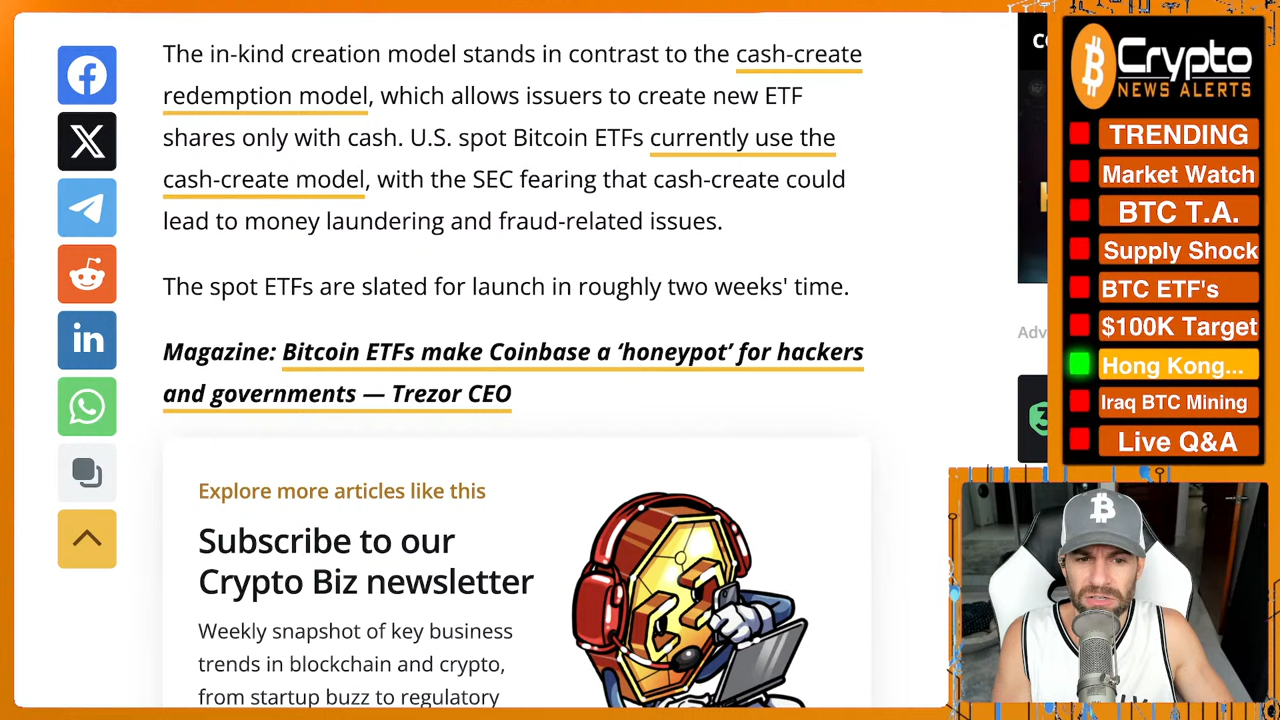 The in-kind creation model stands in contrast to the cash-create
redemption model, which allows issuers to create new ETF
shares only with cash. U.S. spot Bitcoin ETFs currently use the
cash-create model, with the SEC fearing that cash-create could
lead to money laundering and fraud-related issues.
The spot ETFs are slated for launch in roughly two weeks' time.
Magazine: Bitcoin ETFs make Coinbase a ‘honeypot’ for hackers
and governments — Trezor CEO
Explore more articles like this
Subscribe to our
Crypto Biz newsletter
Weekly snapshot of key business
trends in blockchain and crypto,
from startup buzz to regulatory
Crypto
NEWS ALERTS
TRENDING
Market Watch
BTC T.A.
Supply Shock
BTC ETF's
$100K Target
Hong Kong...
Iraq BTC Mining
Live Q&A